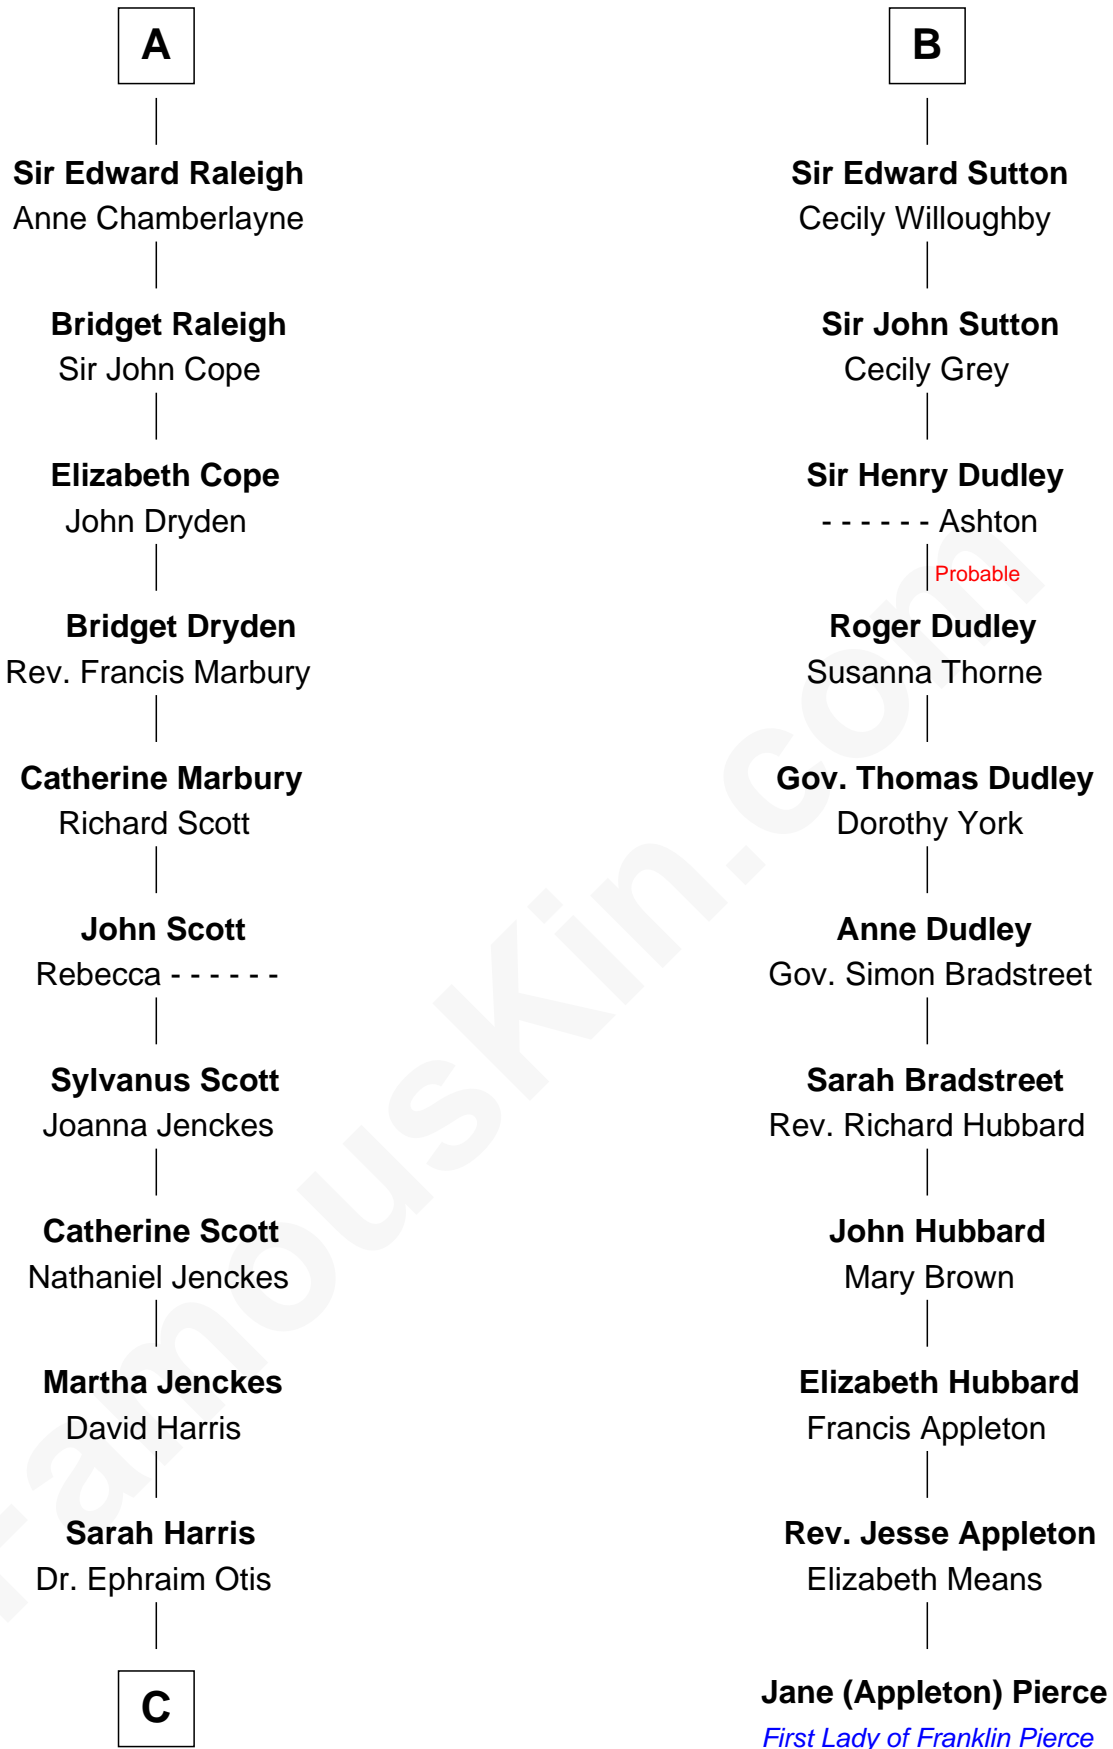 A
Sir Edward Raleigh
Anne Chamberlayne
Bridget Raleigh
Sir John Cope
Elizabeth Cope
John Dryden
Bridget Dryden
Rev. Francis Marbury
Catherine Marbury
Richard Scott
John Scott
Rebecca - - - - - -
Sylvanus Scott
Joanna Jenckes
Catherine Scott
Nathaniel Jenckes
Martha Jenckes
David Harris
Sarah Harris
Dr. Ephraim Otis
C
B
Sir Edward Sutton
Cecily Willoughby
Sir John Sutton
Cecily Grey
Sir Henry Dudley
- - - - - - Ashton
Probable
Roger Dudley
Susanna Thorne
Gov. Thomas Dudley
Dorothy York
Anne Dudley
Gov. Simon Bradstreet
Sarah Bradstreet
Rev. Richard Hubbard
John Hubbard
Mary Brown
Elizabeth Hubbard
Francis Appleton
Rev. Jesse Appleton
Elizabeth Means
Jane (Appleton) Pierce
First Lady of Franklin Pierce
FamousKin.com